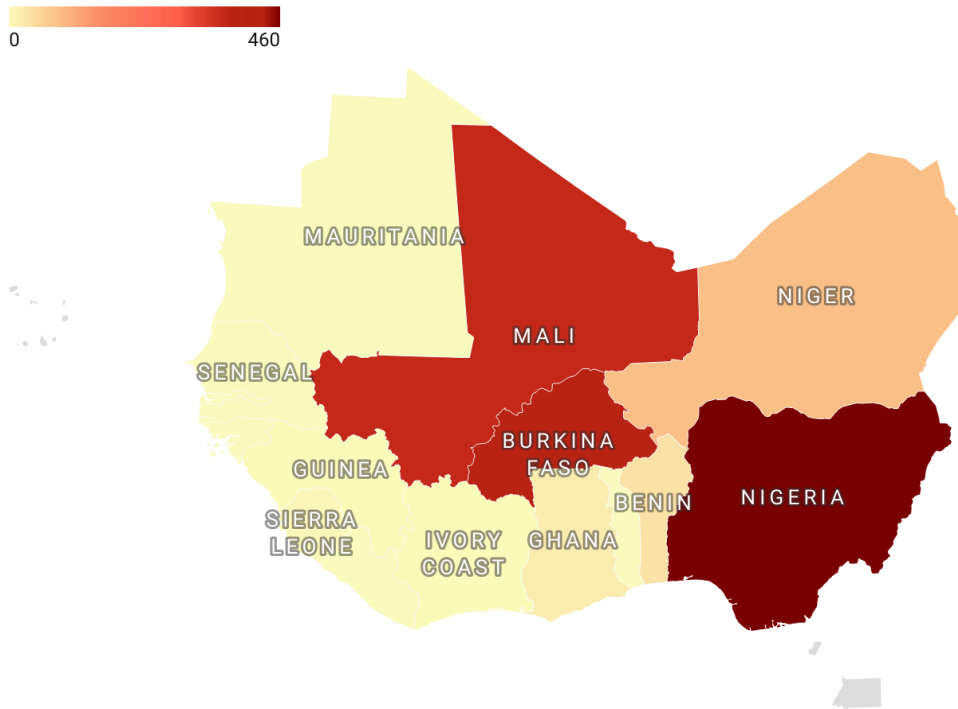 0
460
MAURITANIA
NIGER
MALI
SENEGAL
BURKINA
FASO
GUINEA
BENIN
NIGERIA
SIERRA
LEONE
IVORY
COAST
GHANA